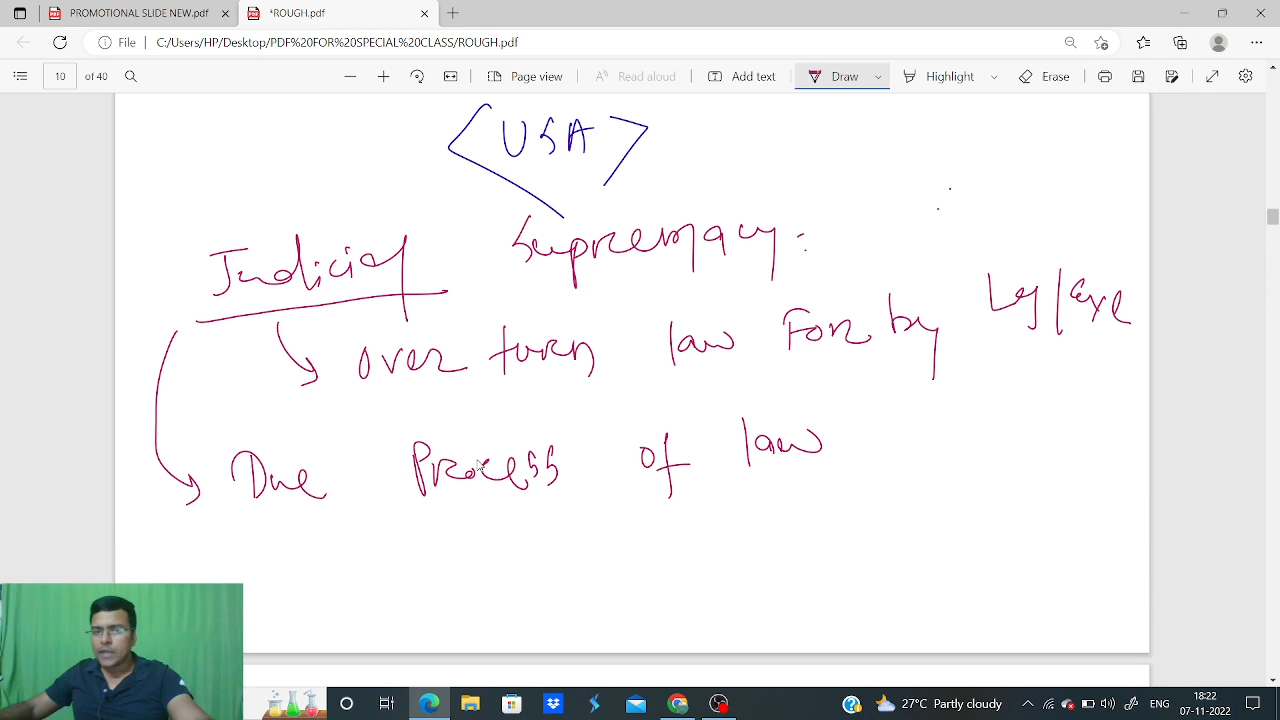 PROMOTIONAL SLIDE NEW.pdf
*ROUGH.pdf
File C:/Users/HP/Desktop/PDF%20FOR%20SPECIAL%20CLASS/ROUGH.pdf
10 of 40 Page view Read aloud Add text Draw Highlight Erase
<USA>
Judicial Supremacy:
over turn law For by Leg/exe
Due Process of law
27°C Partly cloudy ENG 18:22
07-11-2022